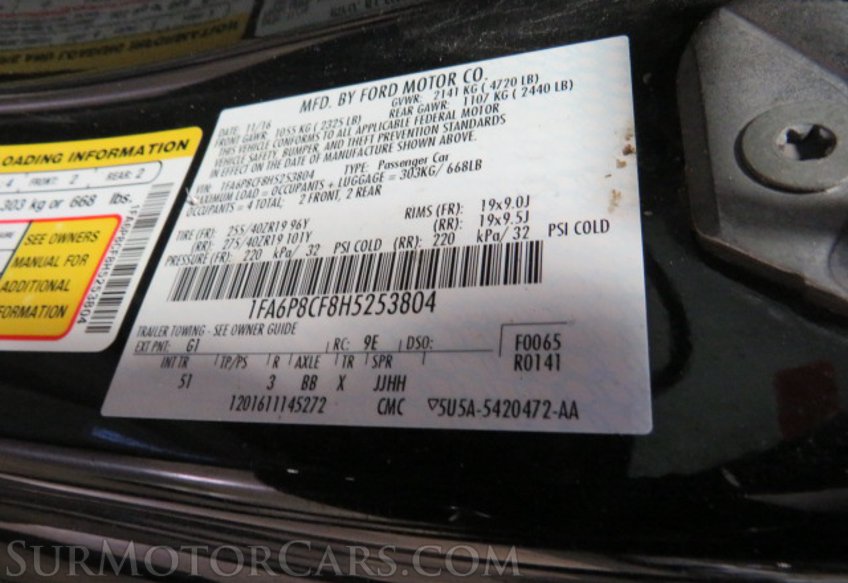 MFD. BY FORD MOTOR CO.
DATE: 11/16 GVWR: 2141 KG ( 4720 LB)
FRONT GAWR: 1055 KG ( 2325 LB) REAR GAWR: 1107 KG ( 2440 LB)
THIS VEHICLE CONFORMS TO ALL APPLICABLE FEDERAL MOTOR
VEHICLE SAFETY, BUMPER, AND THEFT PREVENTION STANDARDS
IN EFFECT ON THE DATE OF MANUFACTURE SHOWN ABOVE.
VIN: 1FA6P8CF8H5253804 TYPE: Passenger Car
MAXIMUM LOAD = OCCUPANTS + LUGGAGE = 303KG/ 668LB
OCCUPANTS = 4 TOTAL; 2 FRONT, 2 REAR
TIRE (FR): 255/40ZR19 96Y RIMS (FR): 19x9.0J
(RR): 275/40ZR19 101Y (RR): 19x9.5J
PRESSURE (FR): 220 kPa/ 32 PSI COLD (RR): 220 kPa/ 32 PSI COLD
1FA6P8CF8H5253804
TRAILER TOWING - SEE OWNER GUIDE
EXT PNT: G1 RC: 9E DSO: F0065
INT TR TP/PS R AXLE TR SPR R0141
51 3 BB X JJHH
1201611145272 CMC 5U5A-5420472-AA
OADING INFORMATION
4 FRONT: 2 REAR: 2
303 kg or 668 lbs.
SEE OWNERS
MANUAL FOR
ADDITIONAL
INFORMATION
1FA6P8CF8H5253804
SurMotorCars.com